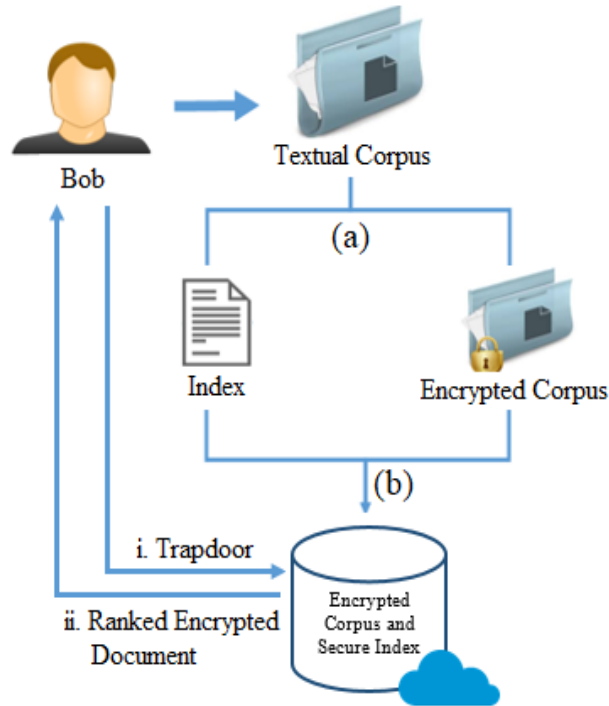 Textual Corpus
Bob
(a)
Index
Encrypted Corpus
(b)
i. Trapdoor
ii. Ranked Encrypted
Document
Encrypted
Corpus and
Secure Index